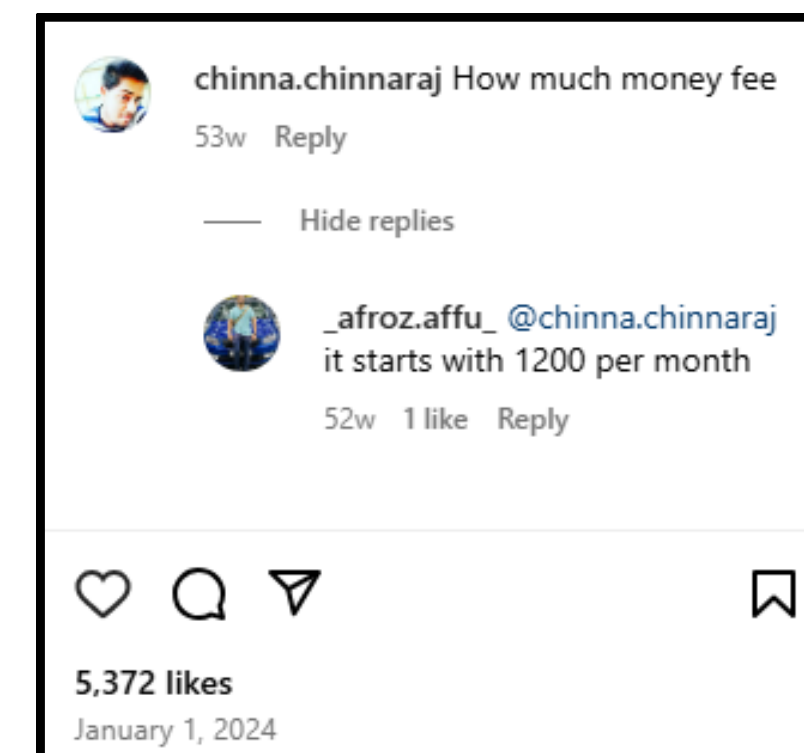 chinna.chinnaraj How much money fee
53w Reply
Hide replies
_afroz.affu_ @chinna.chinnaraj
it starts with 1200 per month
52w 1 like Reply
5,372 likes
January 1, 2024